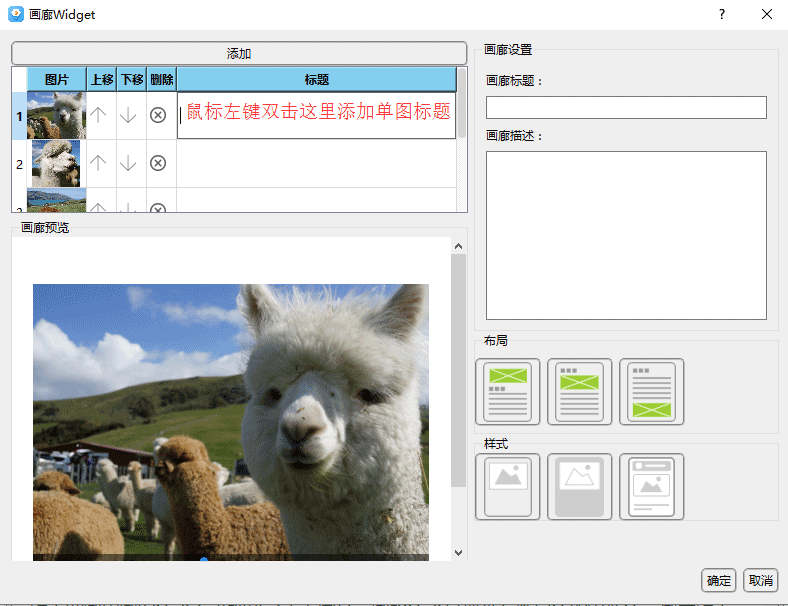 画廊Widget
?
添加
图片 上移 下移 删除 标题
1 鼠标左键双击这里添加单图标题
2
画廊预览
画廊设置
画廊标题：
画廊描述：
布局
样式
确定 取消